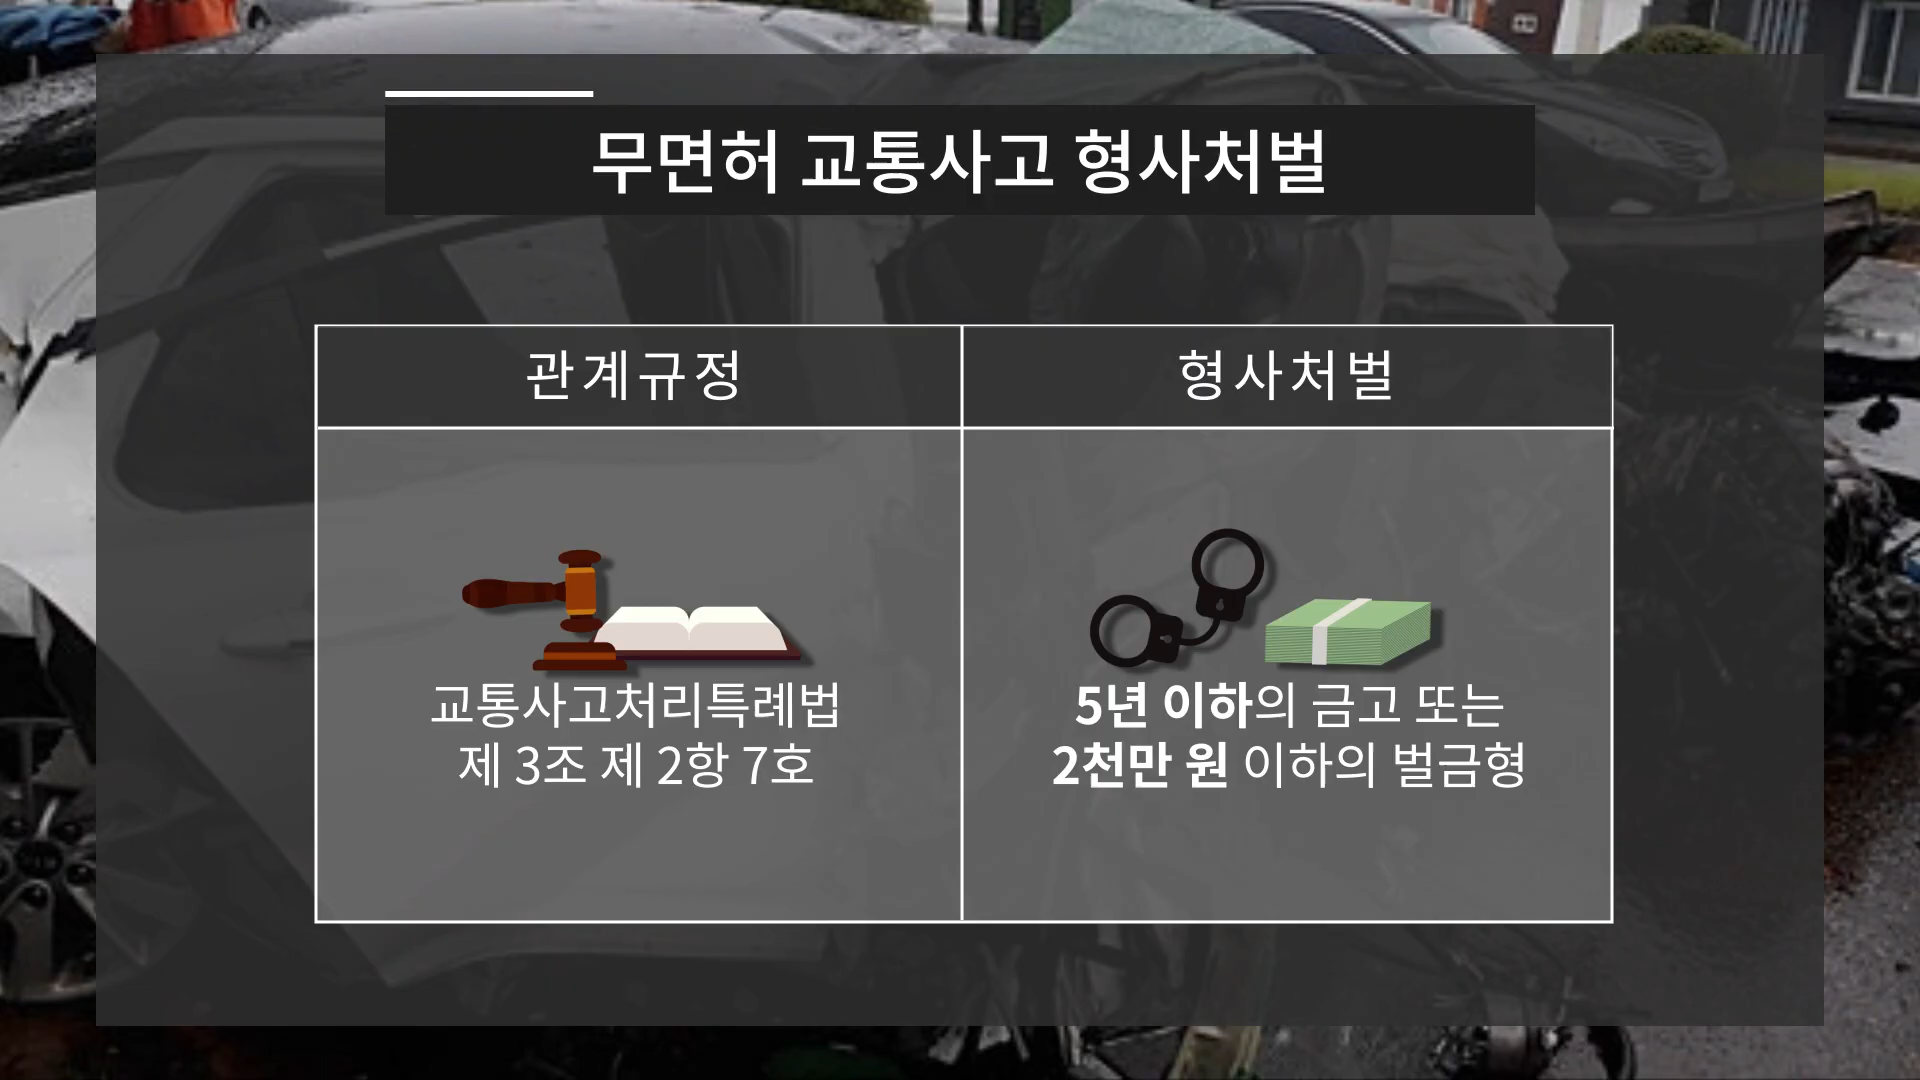 무면허 교통사고 형사처벌
관계규정
형사처벌
교통사고처리특례법
제 3조 제 2항 7호
5년 이하의 금고 또는
2천만 원 이하의 벌금형